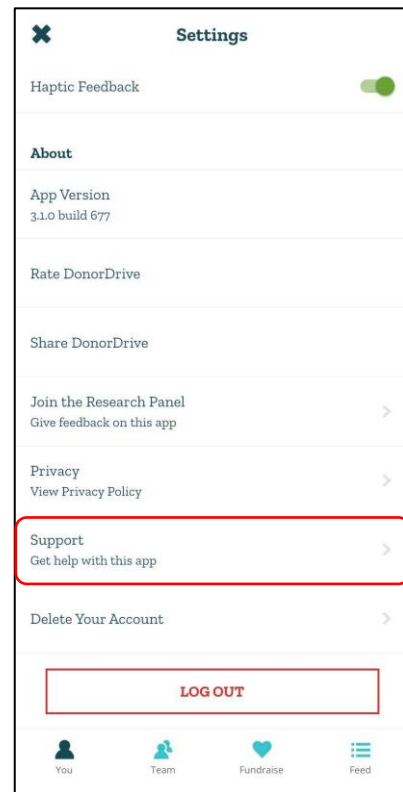 Settings
Haptic Feedback
About
App Version
3.1.0 build 677
Rate DonorDrive
Share DonorDrive
Join the Research Panel
Give feedback on this app
Privacy
View Privacy Policy
Support
Get help with this app
Delete Your Account
LOG OUT
You Team Fundraise Feed